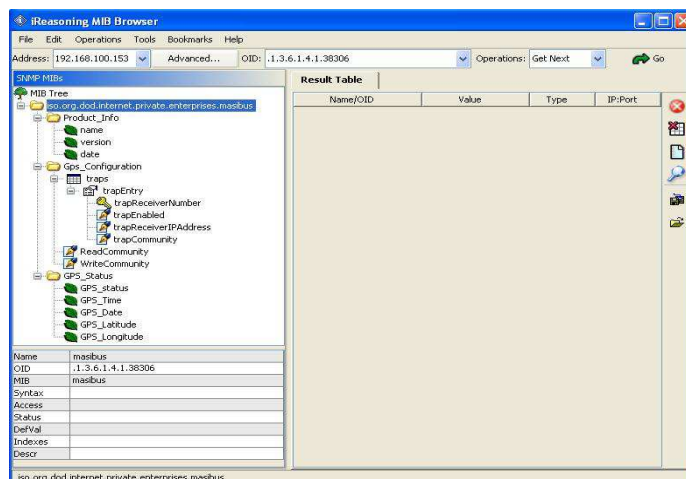 iReasoning MIB Browser
File Edit Operations Tools Bookmarks Help
Address: 192.168.100.153 Advanced... OID: .1.3.6.1.4.1.38306 Operations: Get Next Go
SNMP MIBs
MIB Tree
iso.org.dod.internet.private.enterprises.masibus
Product_Info
name
version
date
Gps_Configuration
traps
trapEntry
trapReceiverNumber
trapEnabled
trapReceiverIPAddress
trapCommunity
ReadCommunity
WriteCommunity
GPS_Status
GPS_status
GPS_Time
GPS_Date
GPS_Latitude
GPS_Longitude
Name masibus
OID .1.3.6.1.4.1.38306
MIB masibus
Syntax
Access
Status
DefVal
Indexes
Descr
Result Table
Name/OID Value Type IP:Port
iso.org.dod.internet.private.enterprises.masibus